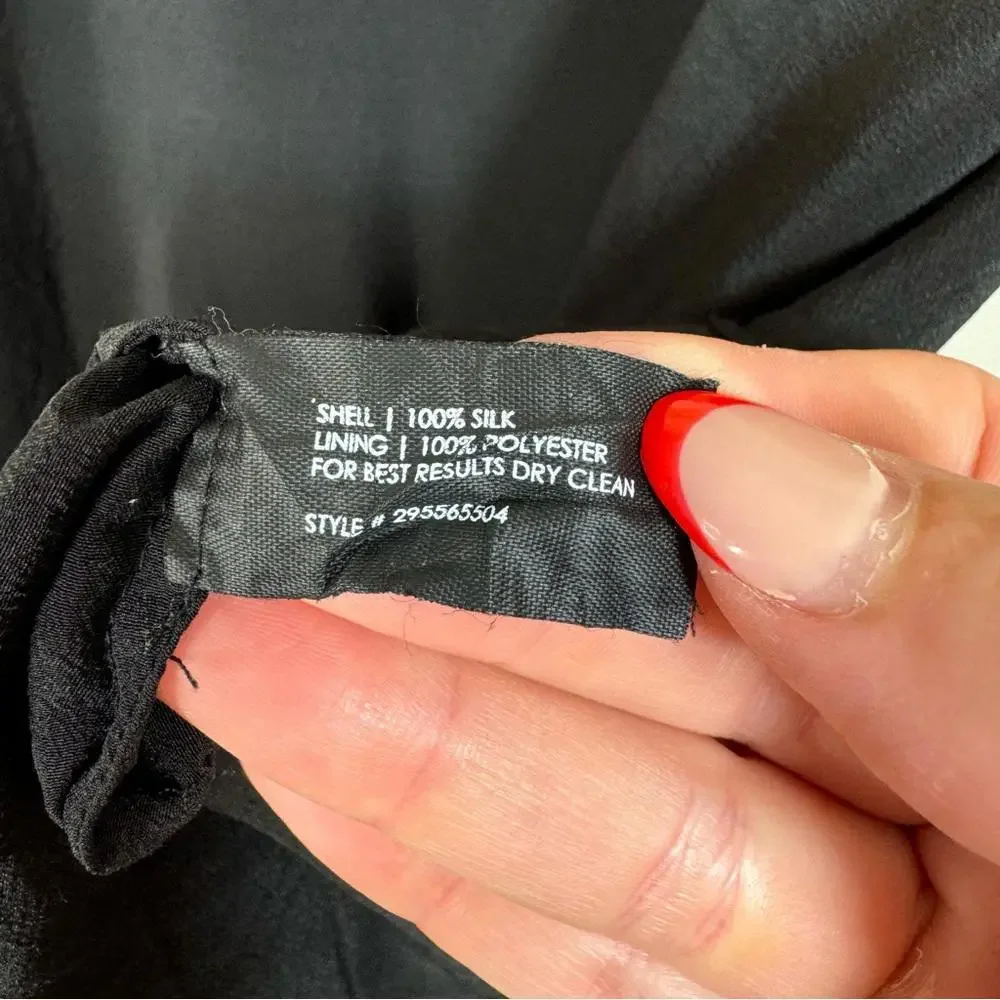 SHELL | 100% SILK
LINING | 100% POLYESTER
FOR BEST RESULTS DRY CLEAN
STYLE # 295565504